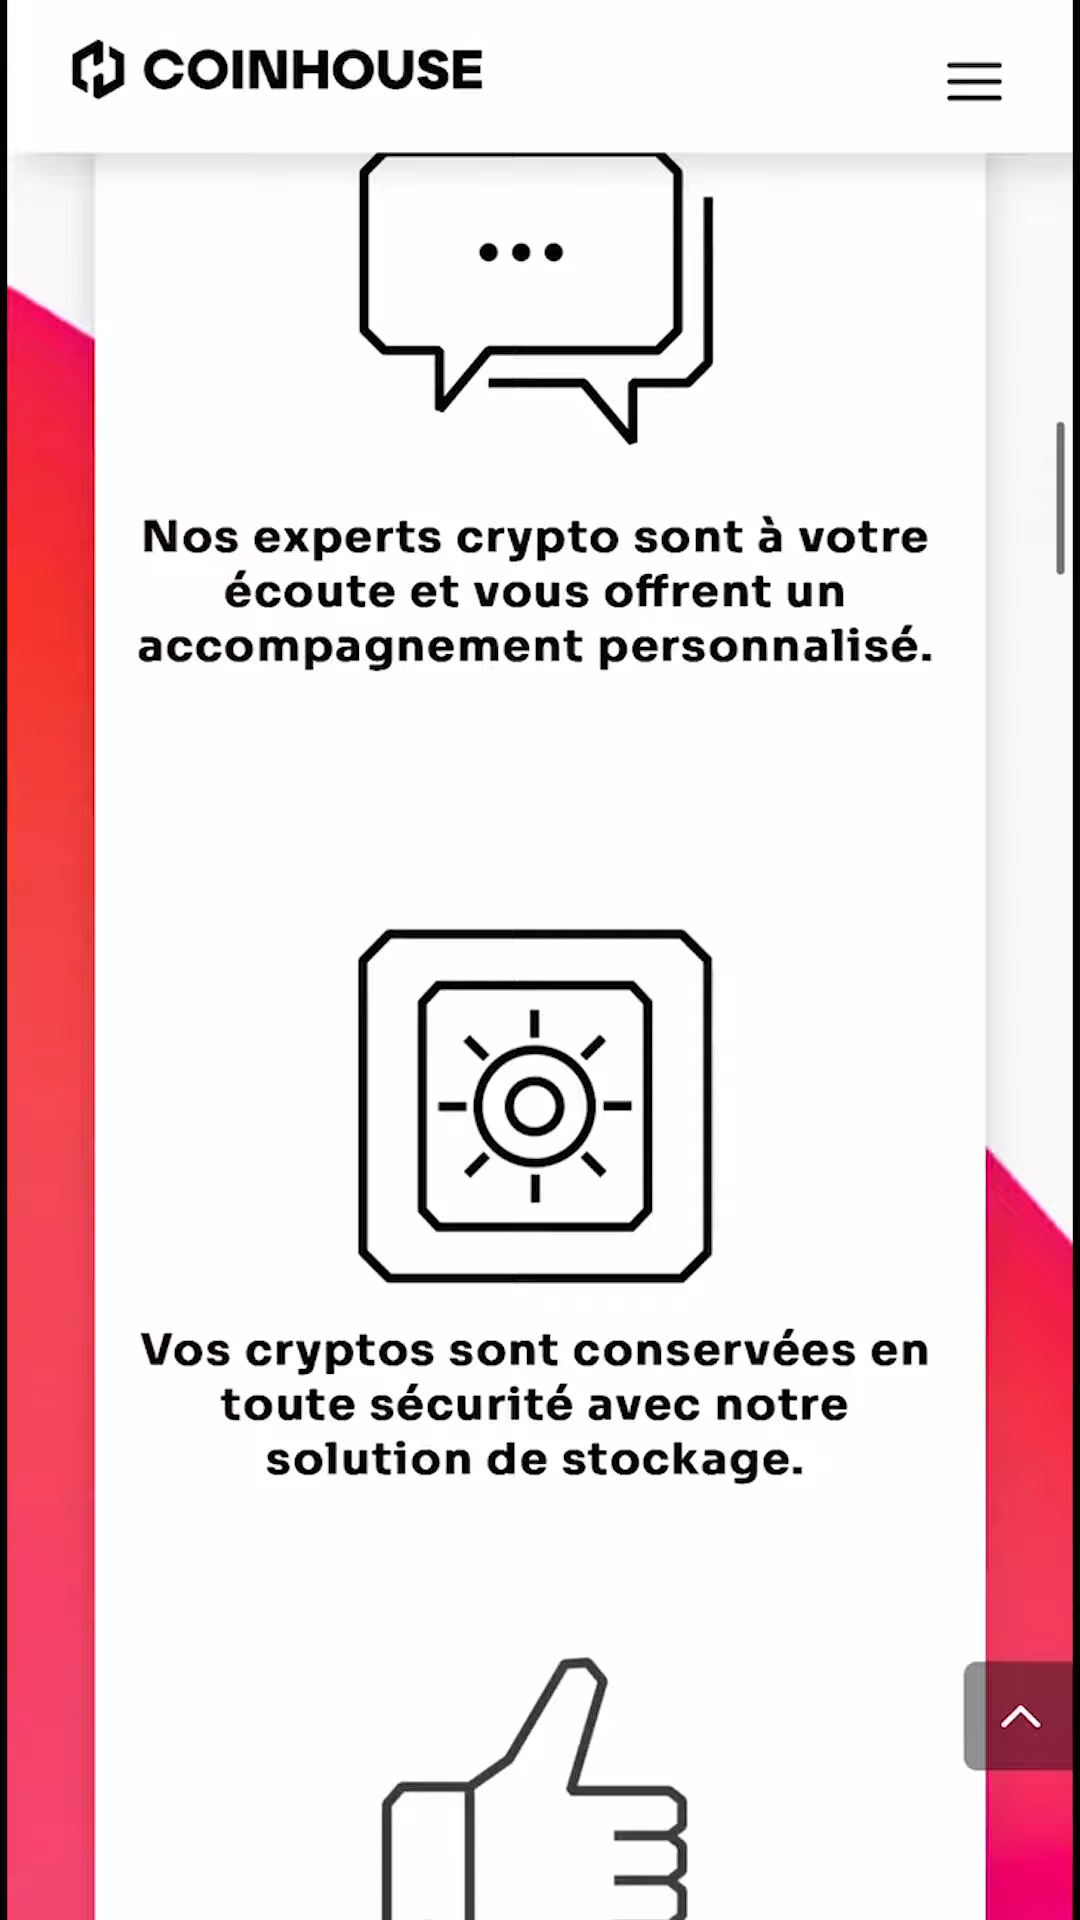 COINHOUSE
Nos experts crypto sont à votre
écoute et vous offrent un
accompagnement personnalisé.
Vos cryptos sont conservées en
toute sécurité avec notre
solution de stockage.